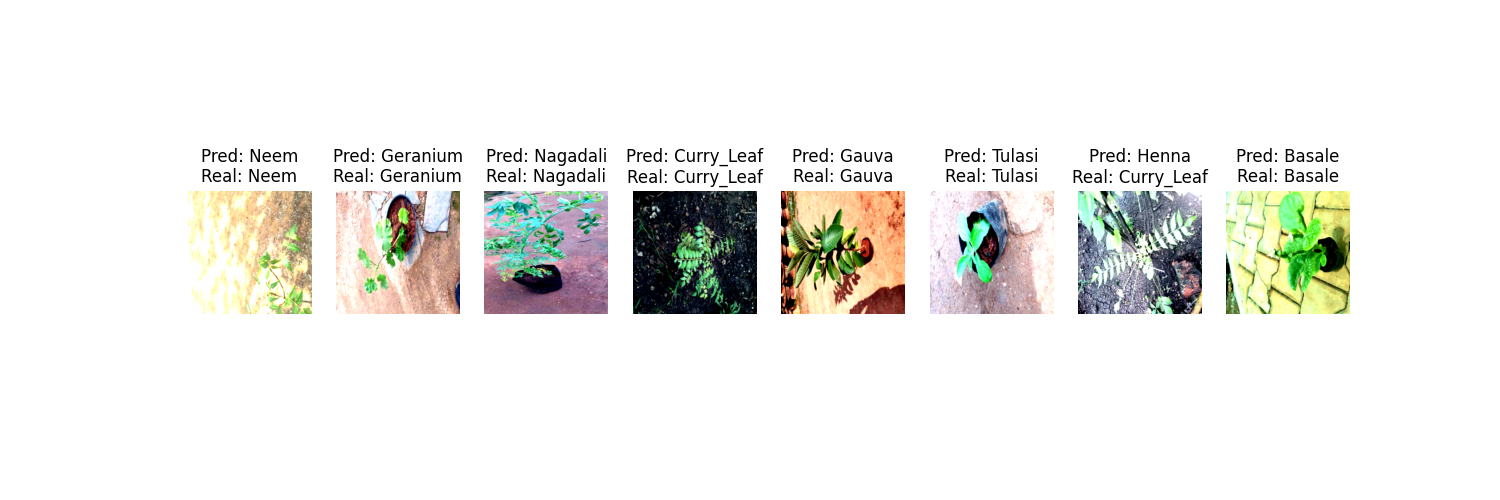 Pred: Neem
Real: Neem
Pred: Geranium
Real: Geranium
Pred: Nagadali
Real: Nagadali
Pred: Curry_Leaf
Real: Curry_Leaf
Pred: Gauva
Real: Gauva
Pred: Tulasi
Real: Tulasi
Pred: Henna
Real: Curry_Leaf
Pred: Basale
Real: Basale